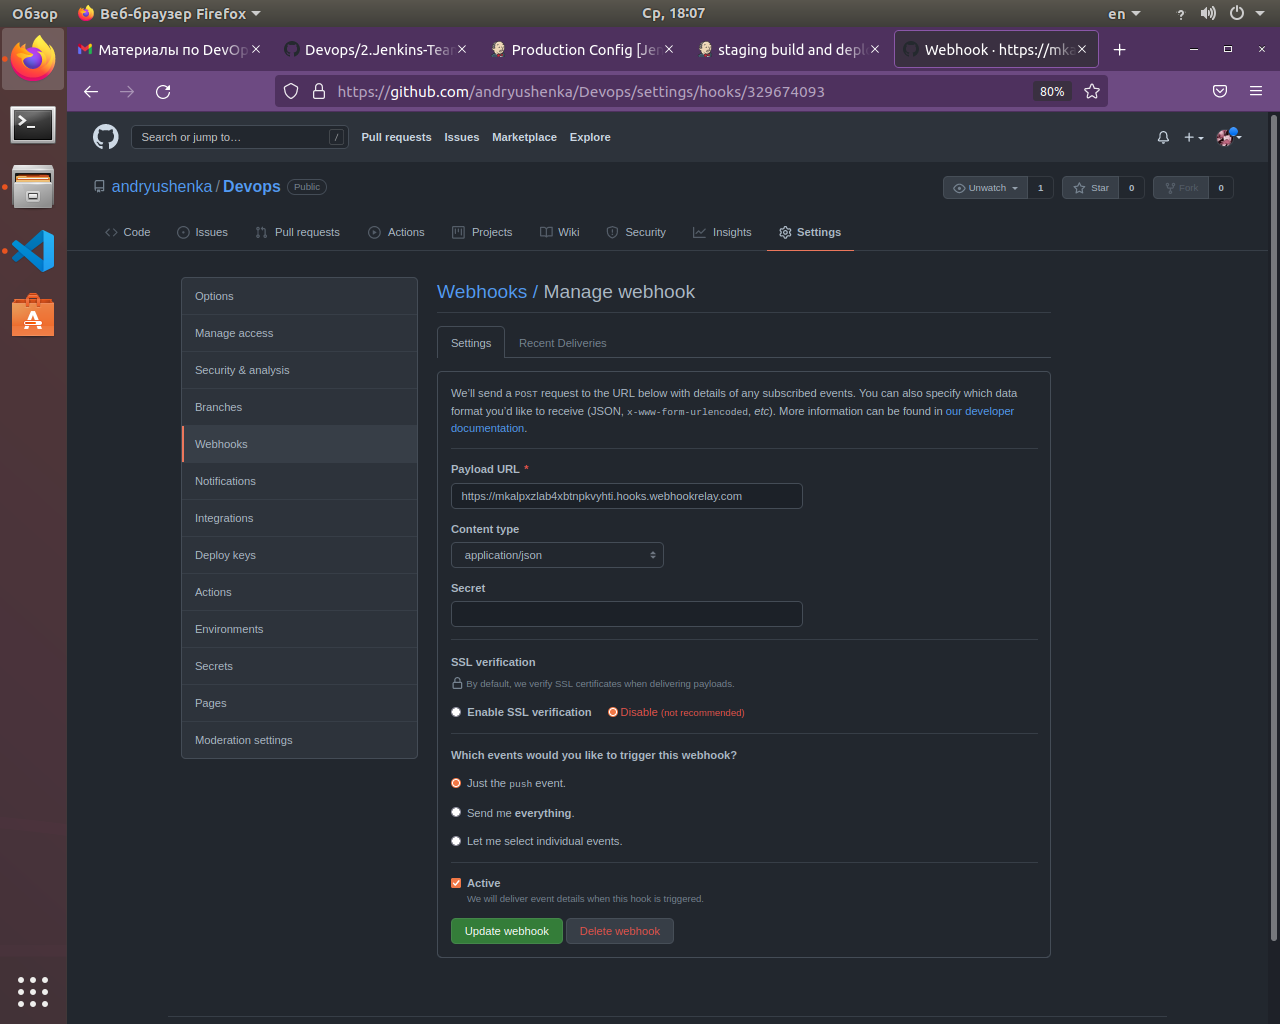 Обзор
Веб-браузер Firefox
Ср, 18:07
en
Материалы по DevOp
Devops/2.Jenkins-Tear
Production Config [Jen
staging build and depl
Webhook · https://mka
https://github.com/andryushenka/Devops/settings/hooks/329674093
80%
Search or jump to…
/
Pull requests
Issues
Marketplace
Explore
andryushenka / Devops
Public
Unwatch
1
Star
0
Fork
0
Code
Issues
Pull requests
Actions
Projects
Wiki
Security
Insights
Settings
Options
Manage access
Security & analysis
Branches
Webhooks
Notifications
Integrations
Deploy keys
Actions
Environments
Secrets
Pages
Moderation settings
Webhooks / Manage webhook
Settings
Recent Deliveries
We'll send a POST request to the URL below with details of any subscribed events. You can also specify which data
format you'd like to receive (JSON, x-www-form-urlencoded, etc). More information can be found in our developer
documentation.
Payload URL *
https://mkalpxzlab4xbtnpkvyhti.hooks.webhookrelay.com
Content type
application/json
Secret
SSL verification
By default, we verify SSL certificates when delivering payloads.
Enable SSL verification
Disable (not recommended)
Which events would you like to trigger this webhook?
Just the push event.
Send me everything.
Let me select individual events.
Active
We will deliver event details when this hook is triggered.
Update webhook
Delete webhook